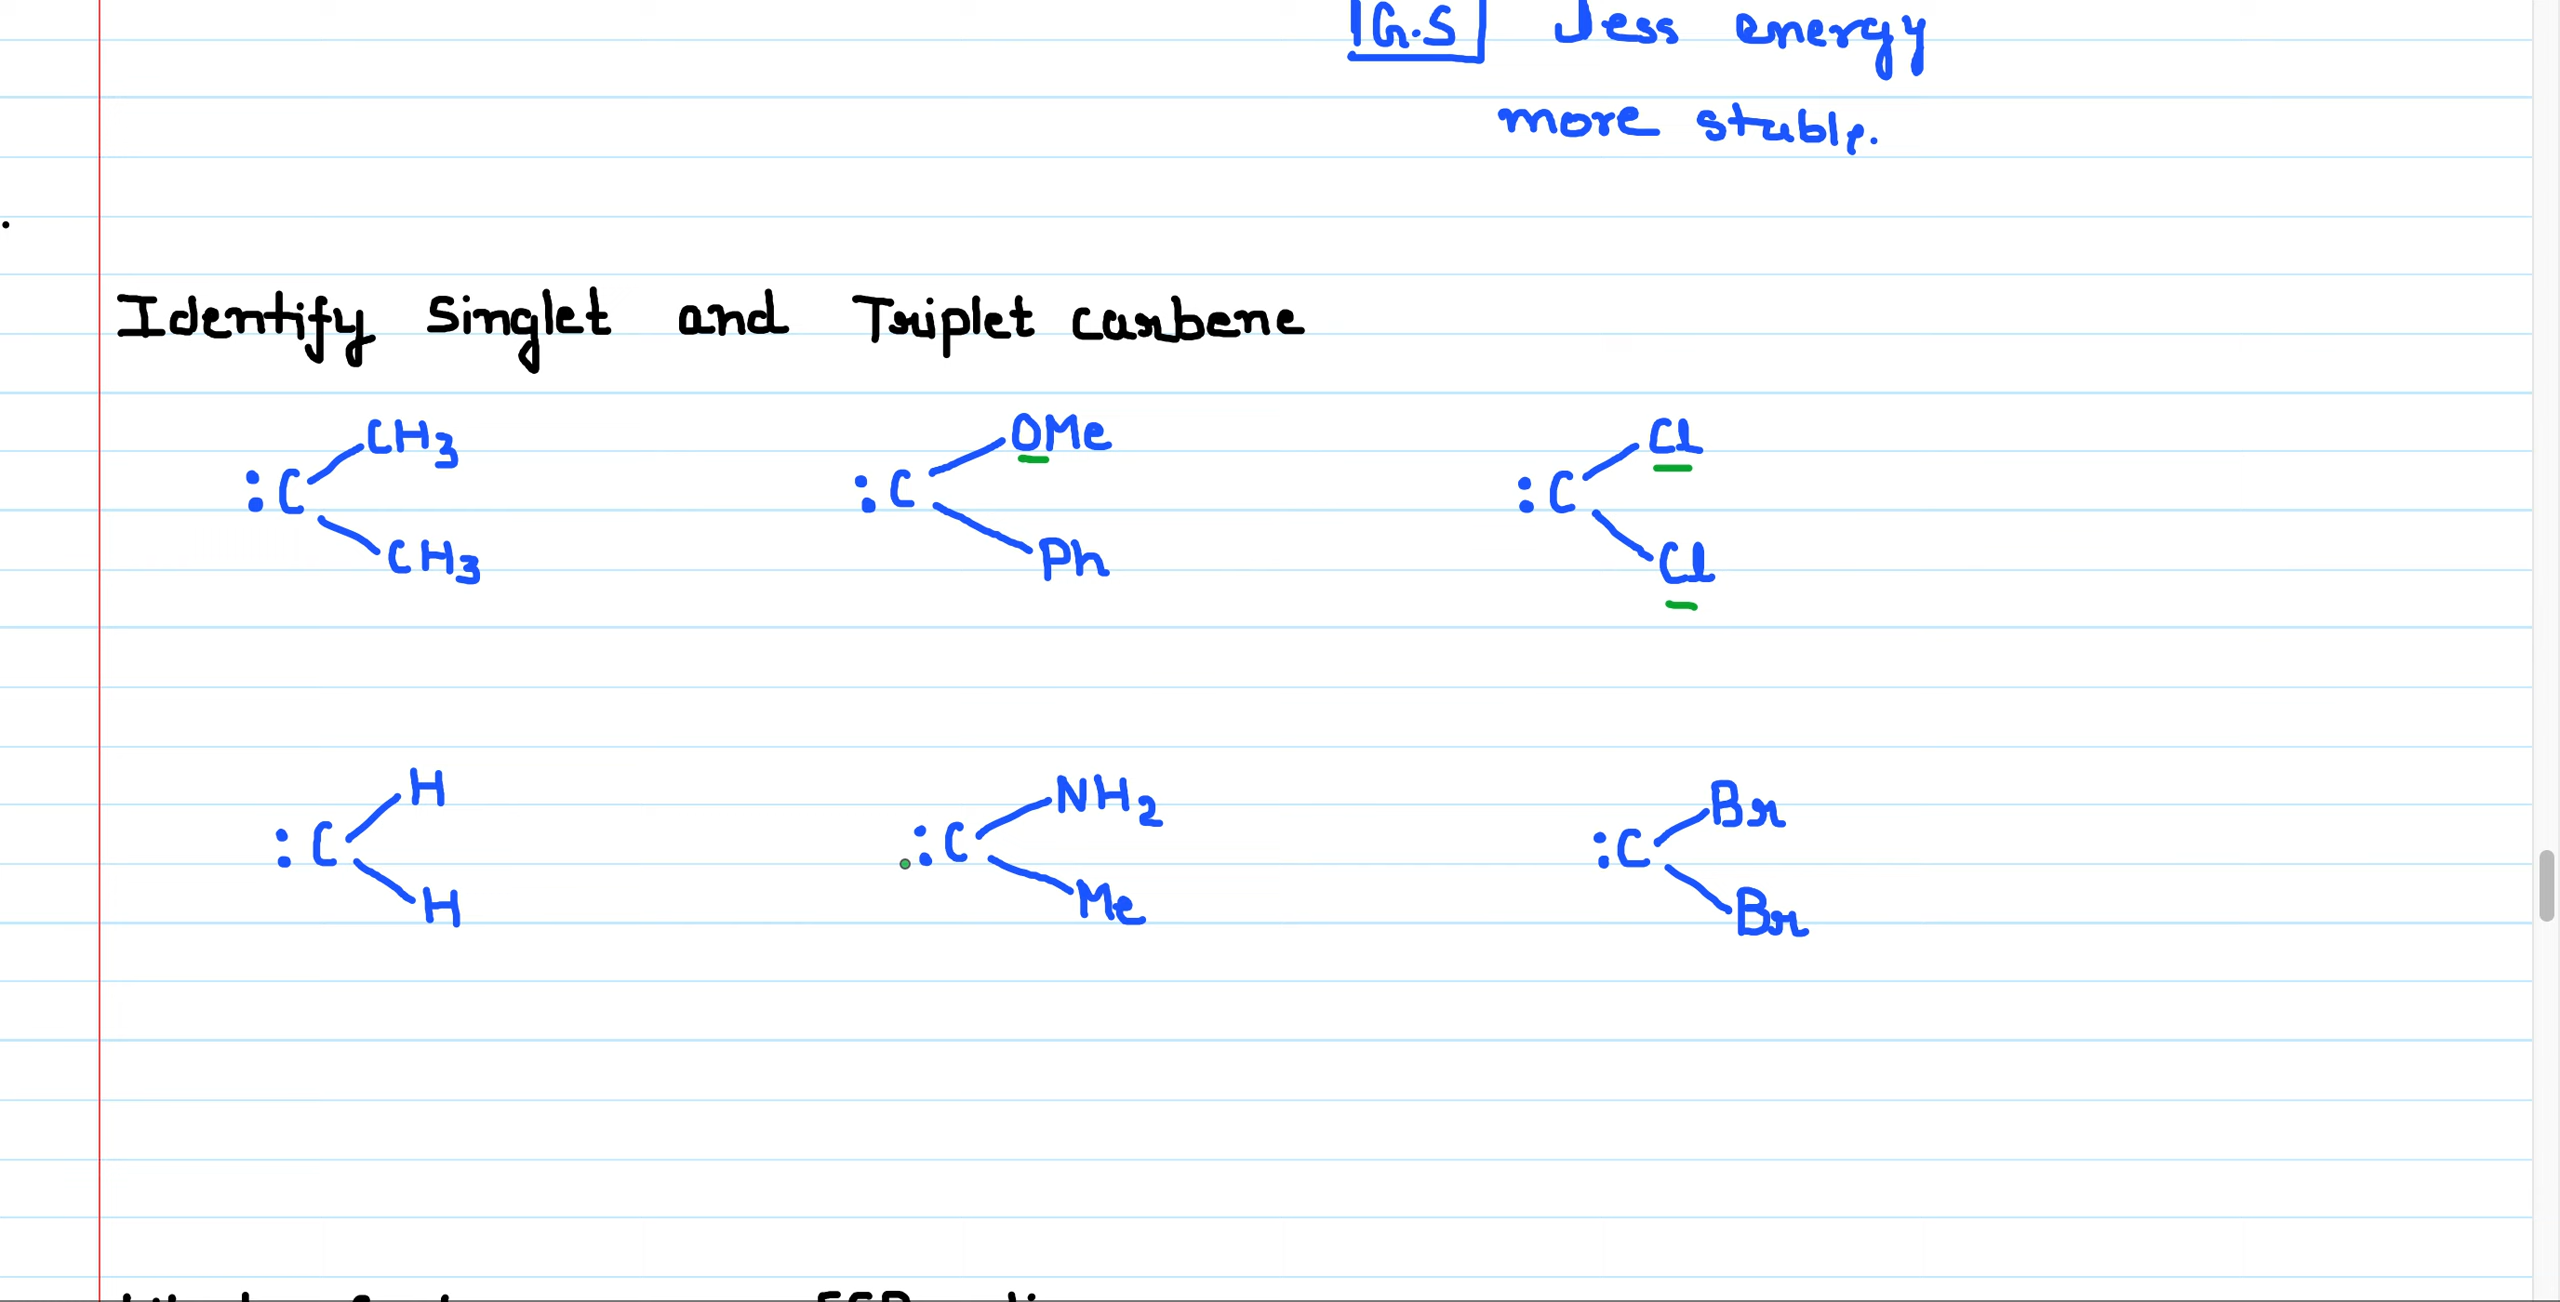 G.S less energy
more stable.
Identify Singlet and Triplet carbene
:C CH3 CH3
:C OMe Ph
:C Cl Cl
:C H H
:C NH2 Me
:C Br Br